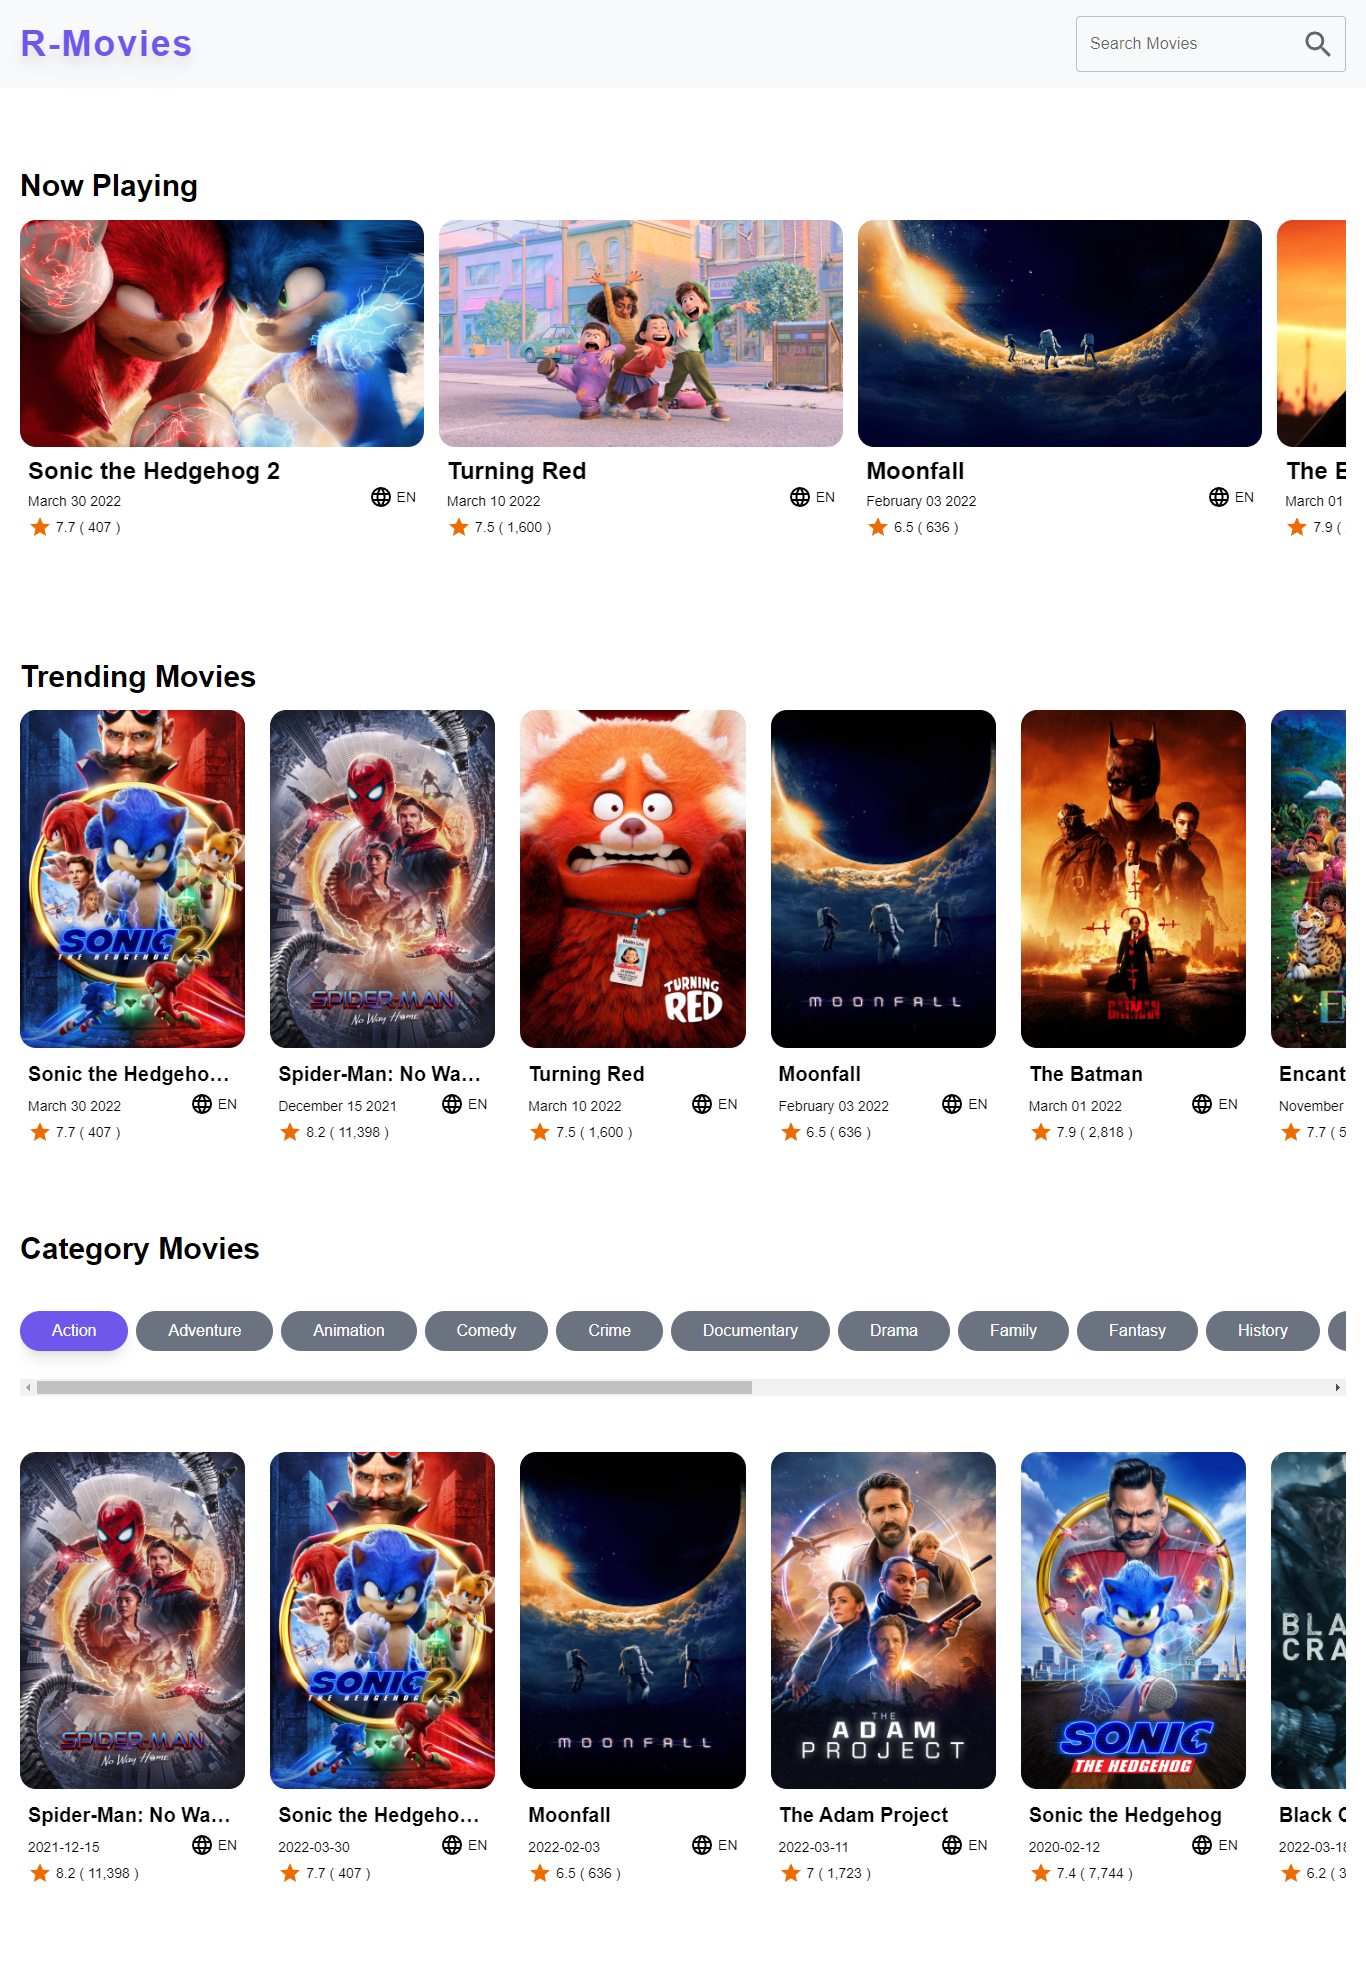 R-Movies
Search Movies
Now Playing
Sonic the Hedgehog 2
March 30 2022
EN
7.7 ( 407 )
Turning Red
March 10 2022
EN
7.5 ( 1,600 )
Moonfall
February 03 2022
EN
6.5 ( 636 )
The E
March 01
7.9 (
Trending Movies
SONIC 2
THE HEDGEHOG
SPIDER-MAN
No Way Home
TURNING
RED
MOONFALL
THE
BATMAN
Sonic the Hedgeho...
March 30 2022
EN
7.7 ( 407 )
Spider-Man: No Wa...
December 15 2021
EN
8.2 ( 11,398 )
Turning Red
March 10 2022
EN
7.5 ( 1,600 )
Moonfall
February 03 2022
EN
6.5 ( 636 )
The Batman
March 01 2022
EN
7.9 ( 2,818 )
Encant
November
7.7 ( 5
Category Movies
Action
Adventure
Animation
Comedy
Crime
Documentary
Drama
Family
Fantasy
History
SPIDER-MAN
No Way Home
SONIC 2
THE HEDGEHOG
MOONFALL
THE
ADAM
PROJECT
SONIC
THE HEDGEHOG
BLA
CRA
Spider-Man: No Wa...
2021-12-15
EN
8.2 ( 11,398 )
Sonic the Hedgeho...
2022-03-30
EN
7.7 ( 407 )
Moonfall
2022-02-03
EN
6.5 ( 636 )
The Adam Project
2022-03-11
EN
7 ( 1,723 )
Sonic the Hedgehog
2020-02-12
EN
7.4 ( 7,744 )
Black C
2022-03-18
6.2 ( 3